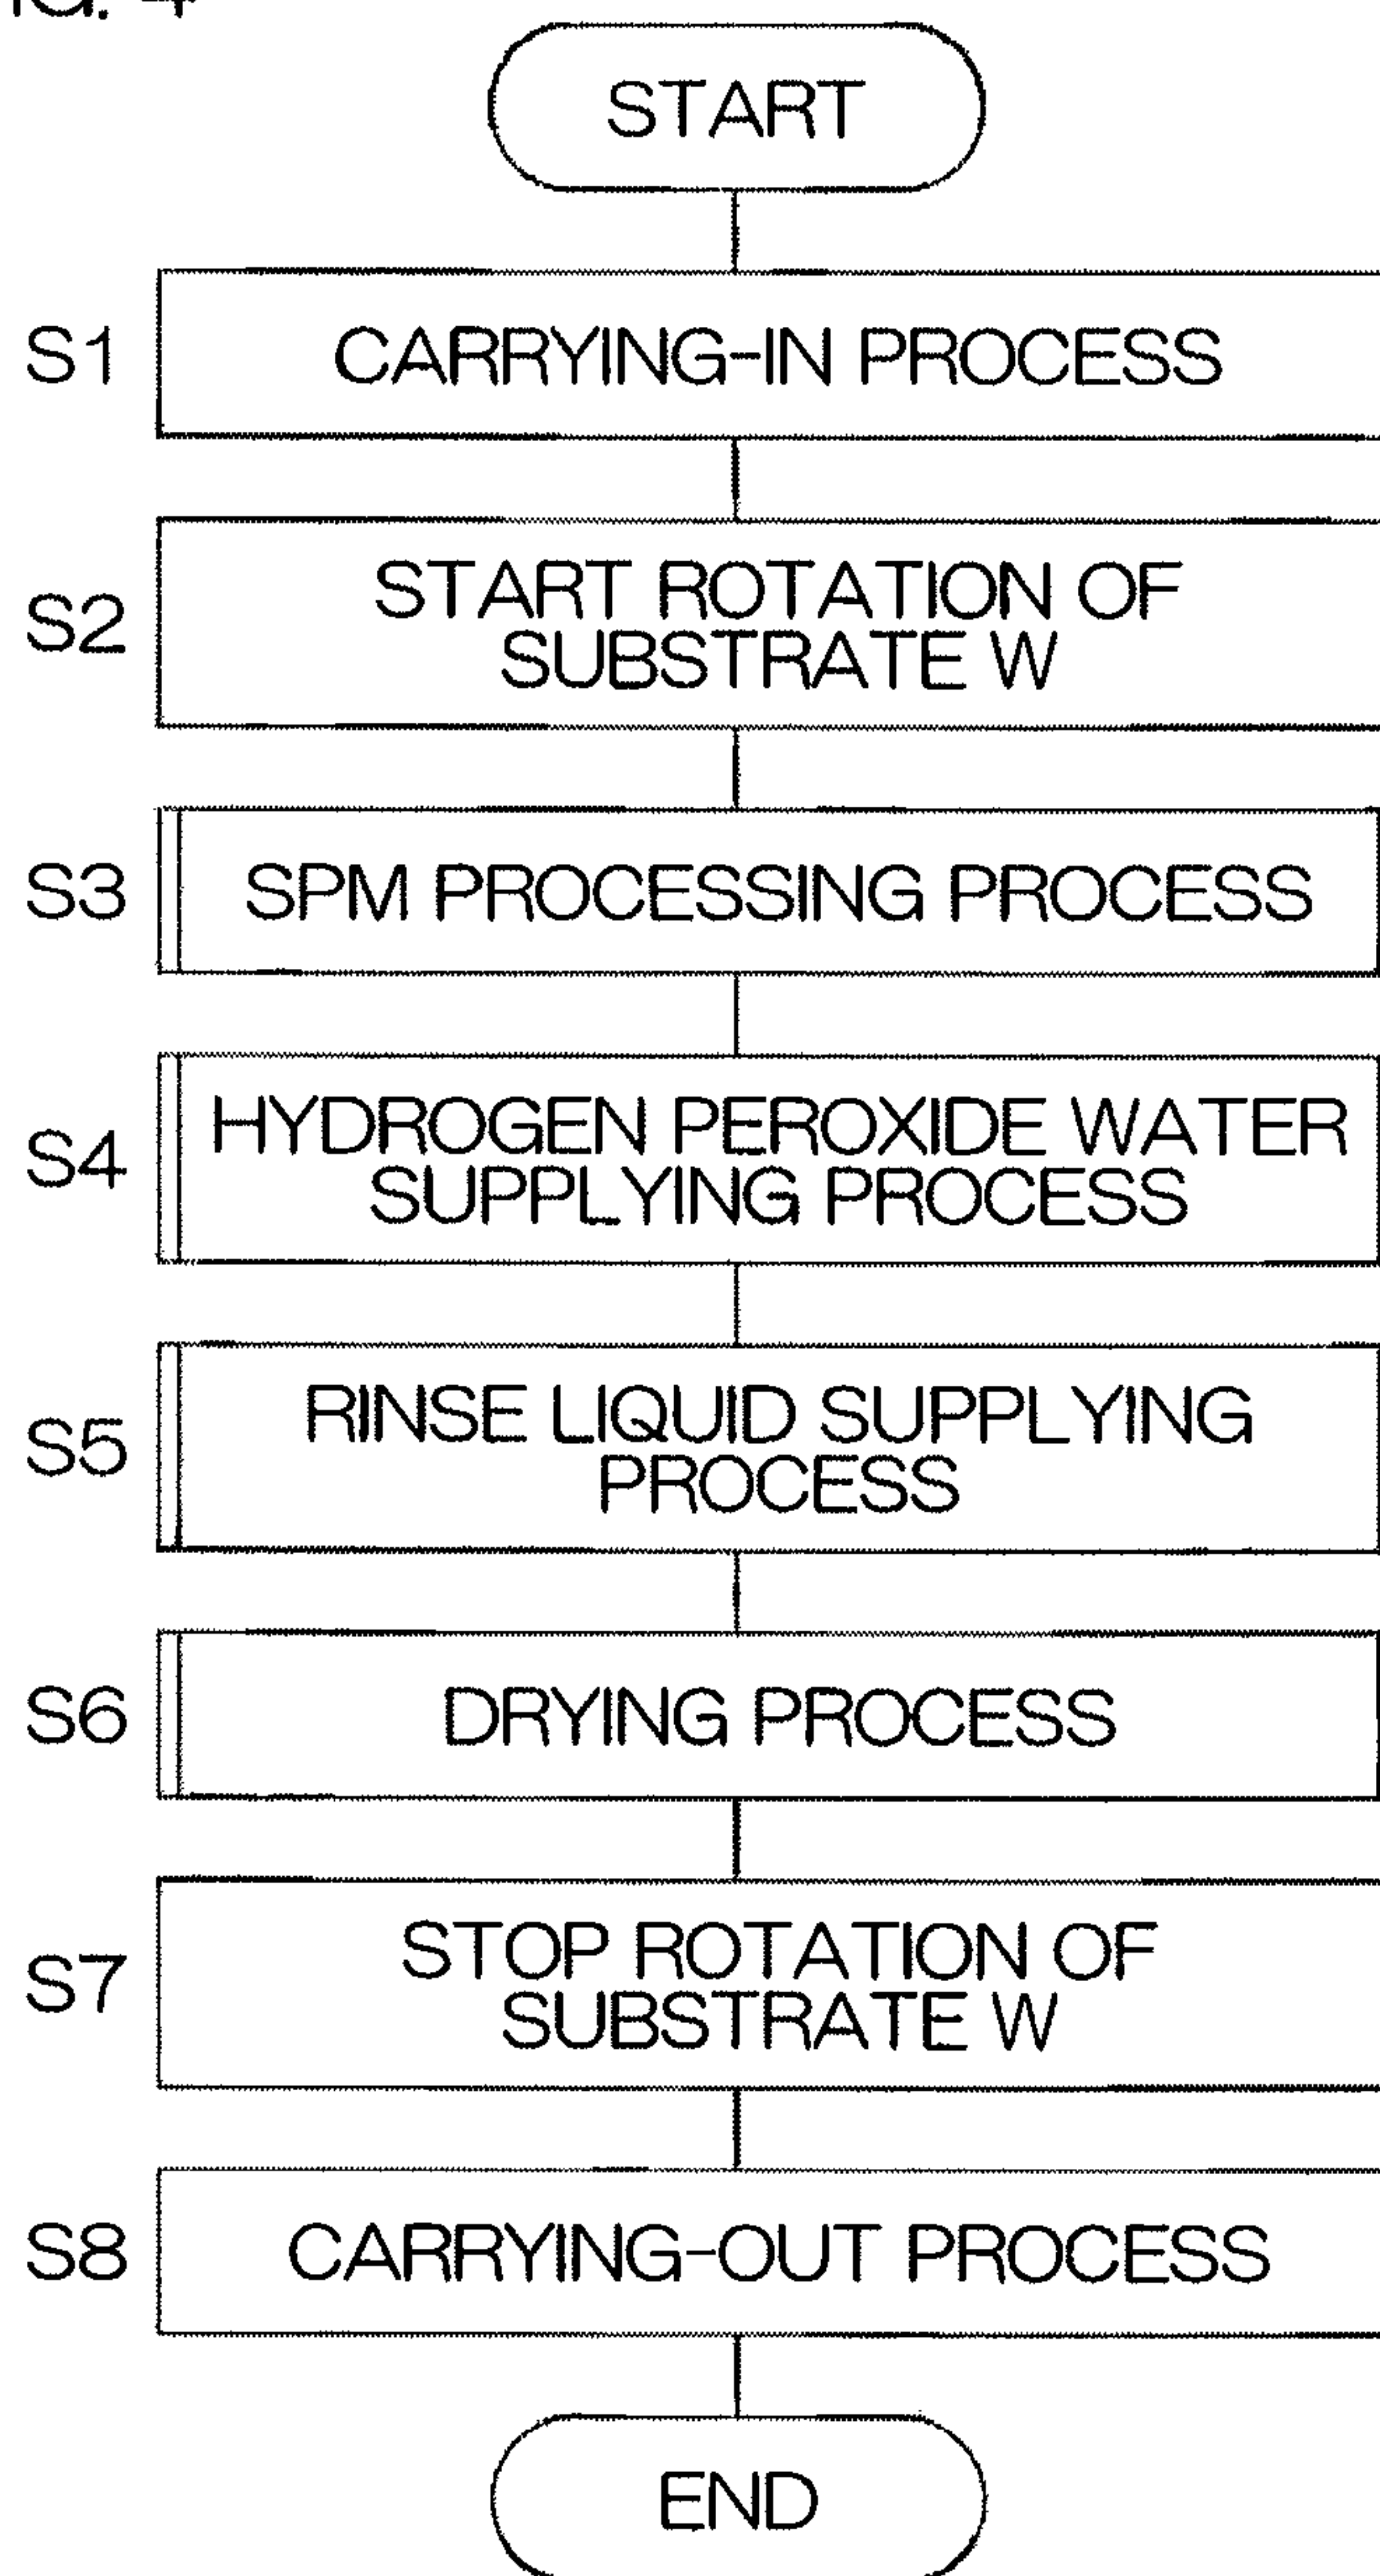 FIG. 4
START
S1 CARRYING-IN PROCESS
S2 START ROTATION OF
SUBSTRATE W
S3 SPM PROCESSING PROCESS
S4 HYDROGEN PEROXIDE WATER
SUPPLYING PROCESS
S5 RINSE LIQUID SUPPLYING
PROCESS
S6 DRYING PROCESS
S7 STOP ROTATION OF
SUBSTRATE W
S8 CARRYING-OUT PROCESS
END